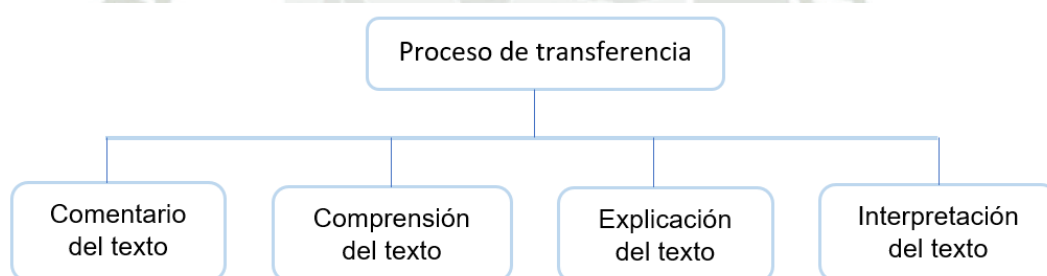 Proceso de transferencia
Comentario
del texto
Comprensión
del texto
Explicación
del texto
Interpretación
del texto